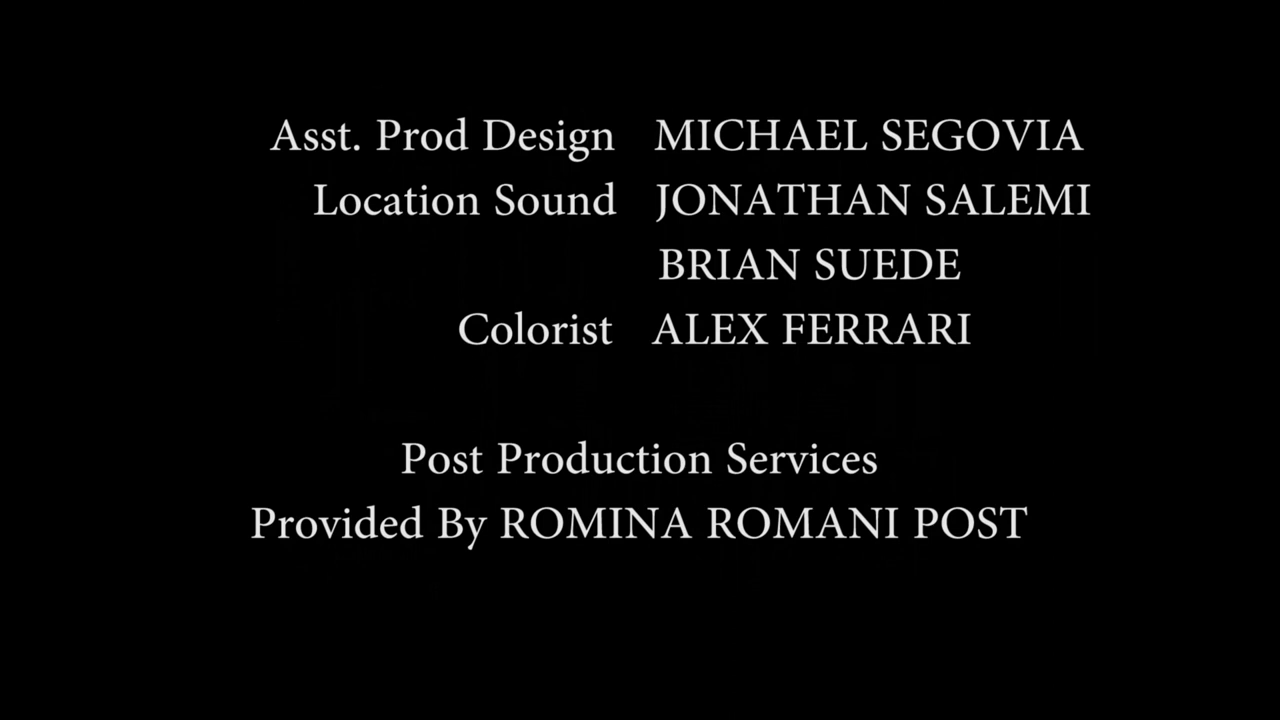 Asst. Prod Design MICHAEL SEGOVIA
Location Sound JONATHAN SALEMI
BRIAN SUEDE
Colorist ALEX FERRARI
Post Production Services
Provided By ROMINA ROMANI POST